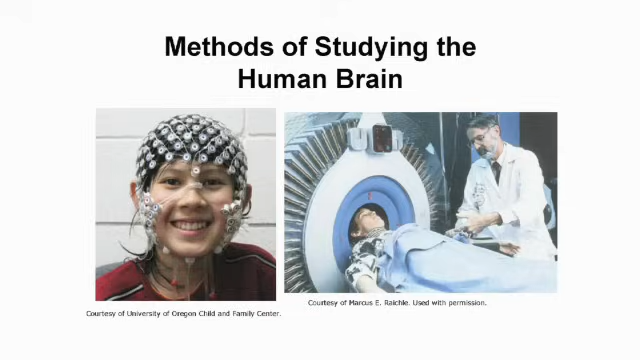 Methods of Studying the
Human Brain
Courtesy of University of Oregon Child and Family Center.
Courtesy of Marcus E. Raichle. Used with permission.